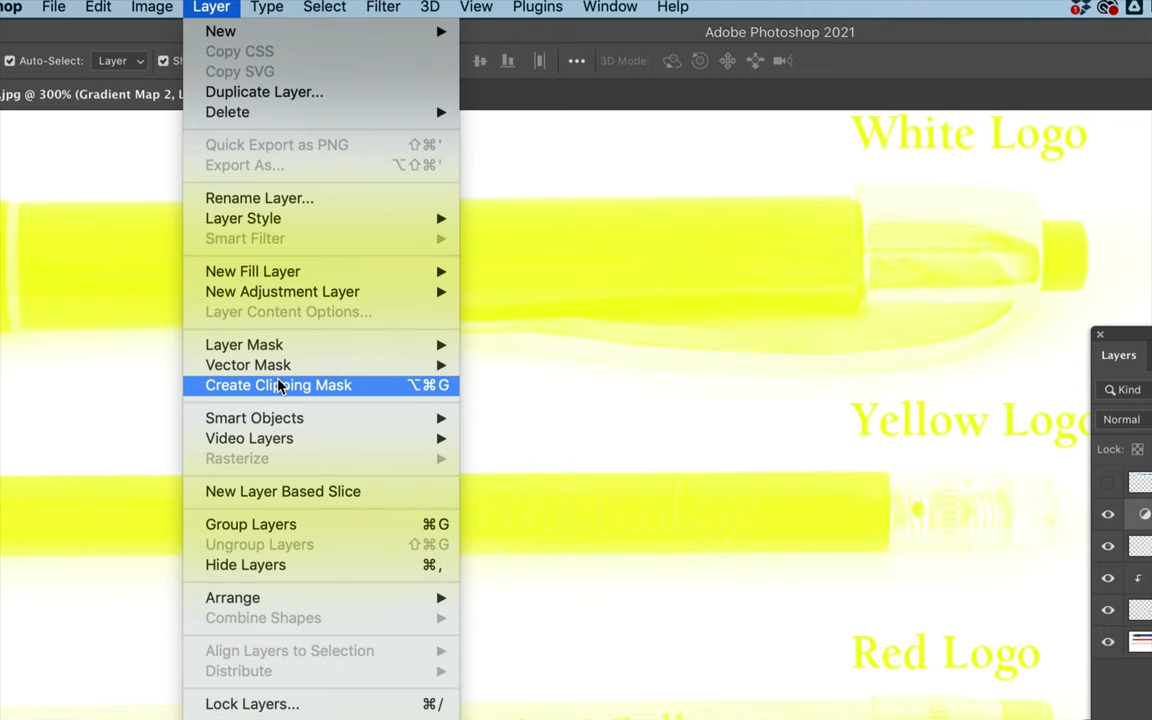 shop File Edit Image Layer Type Select Filter 3D View Plugins Window Help
Adobe Photoshop 2021
Auto-Select: Layer
3D Mode:
.jpg @ 300% (Gradient Map 2, L
New
Copy CSS
Copy SVG
Duplicate Layer...
Delete
Quick Export as PNG ⇧⌘'
Export As... ⌥⇧⌘'
Rename Layer...
Layer Style
Smart Filter
New Fill Layer
New Adjustment Layer
Layer Content Options...
Layer Mask
Vector Mask
Create Clipping Mask ⌥⌘G
Smart Objects
Video Layers
Rasterize
New Layer Based Slice
Group Layers ⌘G
Ungroup Layers ⇧⌘G
Hide Layers ⌘,
Arrange
Combine Shapes
Align Layers to Selection
Distribute
Lock Layers... ⌘/
White Logo
Yellow Logo
Red Logo
Layers
Kind
Normal
Lock: